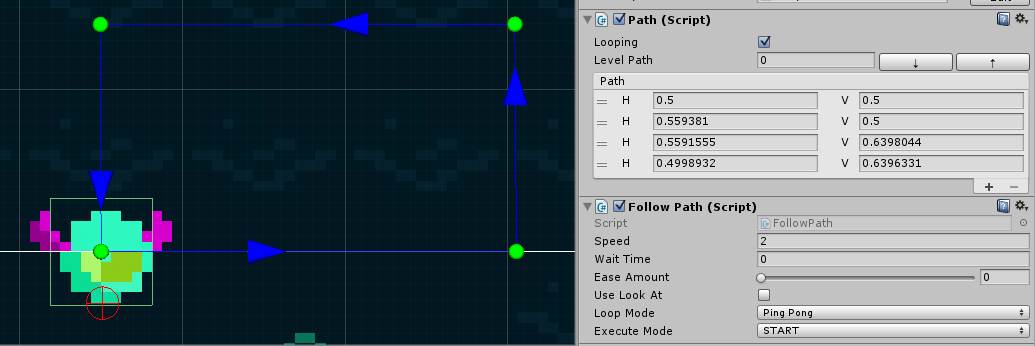 Path (Script)
Looping
Level Path 0 ↓ ↑
Path
H 0.5 V 0.5
H 0.559381 V 0.5
H 0.5591555 V 0.6398044
H 0.4998932 V 0.6396331
+ −
Follow Path (Script)
Script FollowPath
Speed 2
Wait Time 0
Ease Amount 0
Use Look At
Loop Mode Ping Pong
Execute Mode START